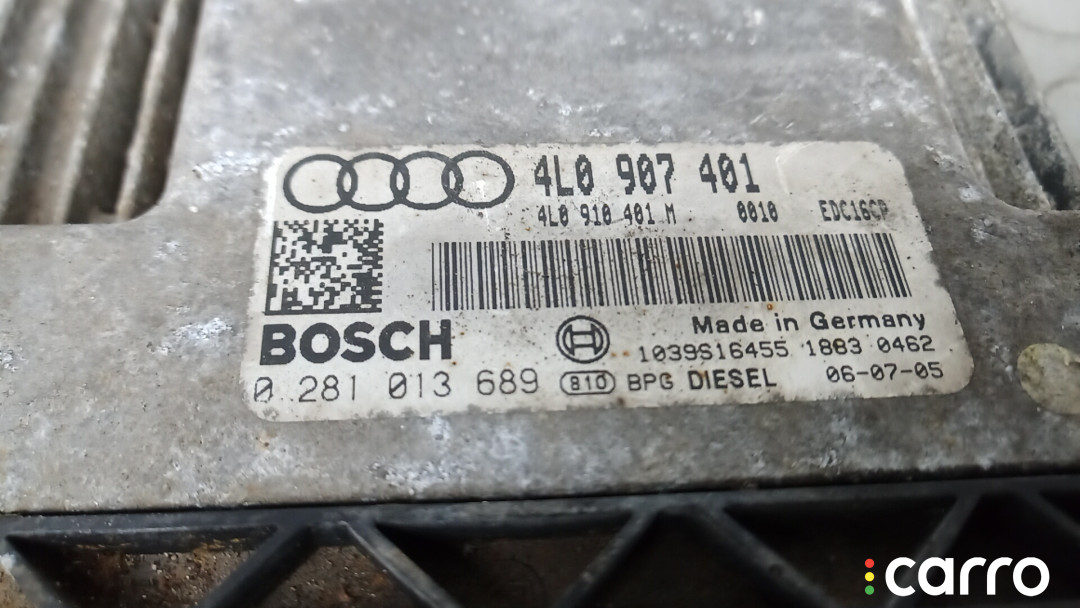 4L0 907 401
4L0 910 401 M 0010 EDC16CP
BOSCH
Made in Germany
1039S16455 1883 0462
0 281 013 689 810 BPG DIESEL 06-07-05
carro